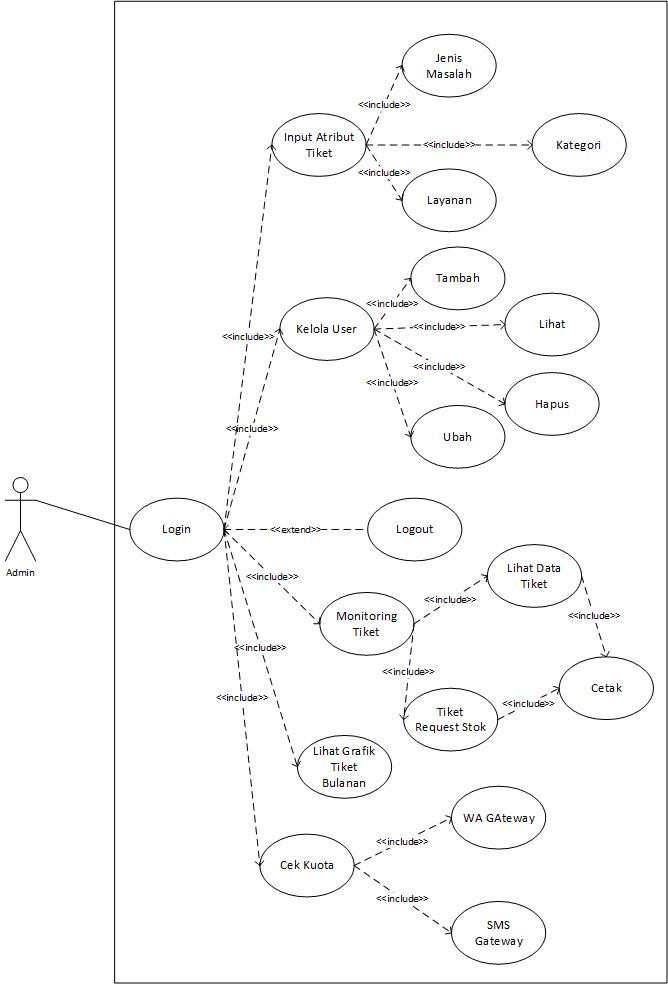 Jenis
Masalah
<<include>>
Input Atribut
Tiket
<<include>>
Kategori
<<include>>
Layanan
Tambah
<<include>>
Kelola User
<<include>>
Lihat
<<include>>
<<include>>
<<include>>
Hapus
<<include>>
Ubah
Login
<<extend>>
Logout
Admin
<<include>>
Lihat Data
Tiket
<<include>>
Monitoring
Tiket
<<include>>
<<include>>
<<include>>
<<include>>
Cetak
<<include>>
<<include>>
Tiket
Request Stok
Lihat Grafik
Tiket
Bulanan
WA GAteway
<<include>>
Cek Kuota
<<include>>
SMS
Gateway